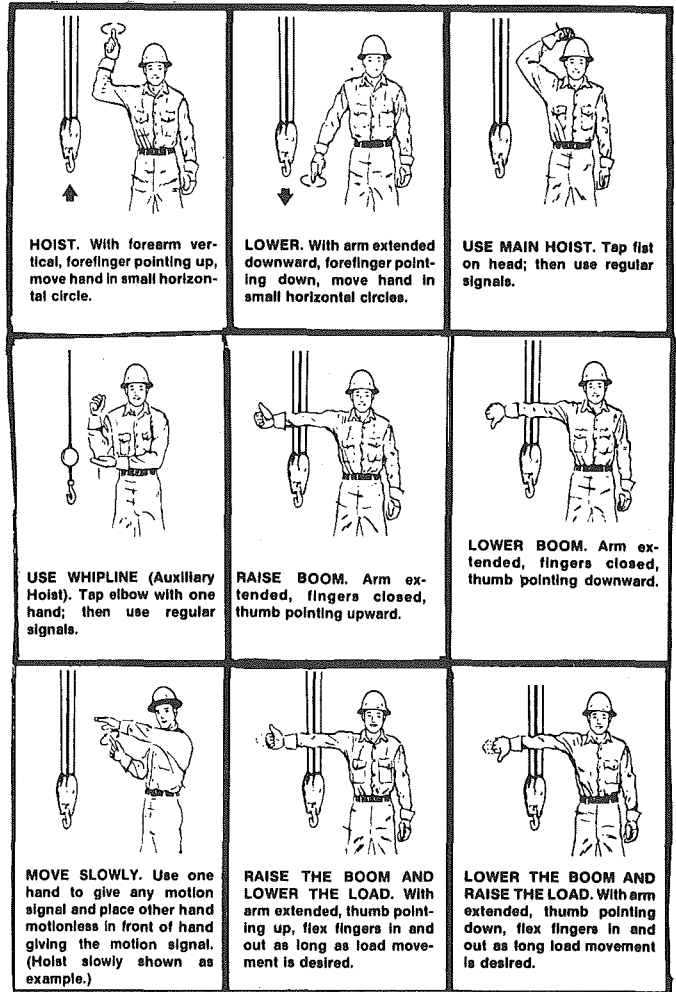 HOIST. With forearm ver-
tical, forefinger pointing up,
move hand in small horizon-
tal circle.
LOWER. With arm extended
downward, forefinger point-
ing down, move hand in
small horizontal circles.
USE MAIN HOIST. Tap fist
on head; then use regular
signals.
USE WHIPLINE (Auxiliary
Hoist). Tap elbow with one
hand; then use regular
signals.
RAISE BOOM. Arm ex-
tended, fingers closed,
thumb pointing upward.
LOWER BOOM. Arm ex-
tended, fingers closed,
thumb pointing downward.
MOVE SLOWLY. Use one
hand to give any motion
signal and place other hand
motionless in front of hand
giving the motion signal.
(Hoist slowly shown as
example.)
RAISE THE BOOM AND
LOWER THE LOAD. With
arm extended, thumb point-
ing up, flex fingers in and
out as long as load move-
ment is desired.
LOWER THE BOOM AND
RAISE THE LOAD. With arm
extended, thumb pointing
down, flex fingers in and
out as long load movement
is desired.